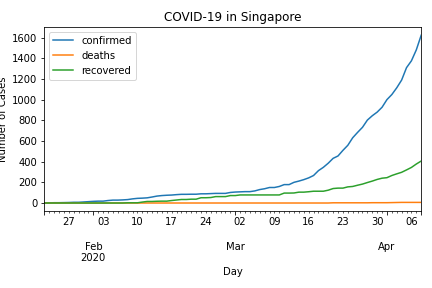 COVID-19 in Singapore
confirmed
deaths
recovered
1600
1400
1200
1000
800
600
400
200
0
Number of Cases
27 03 10 17 24 02 09 16 23 30 06
Feb Mar Apr
2020
Day